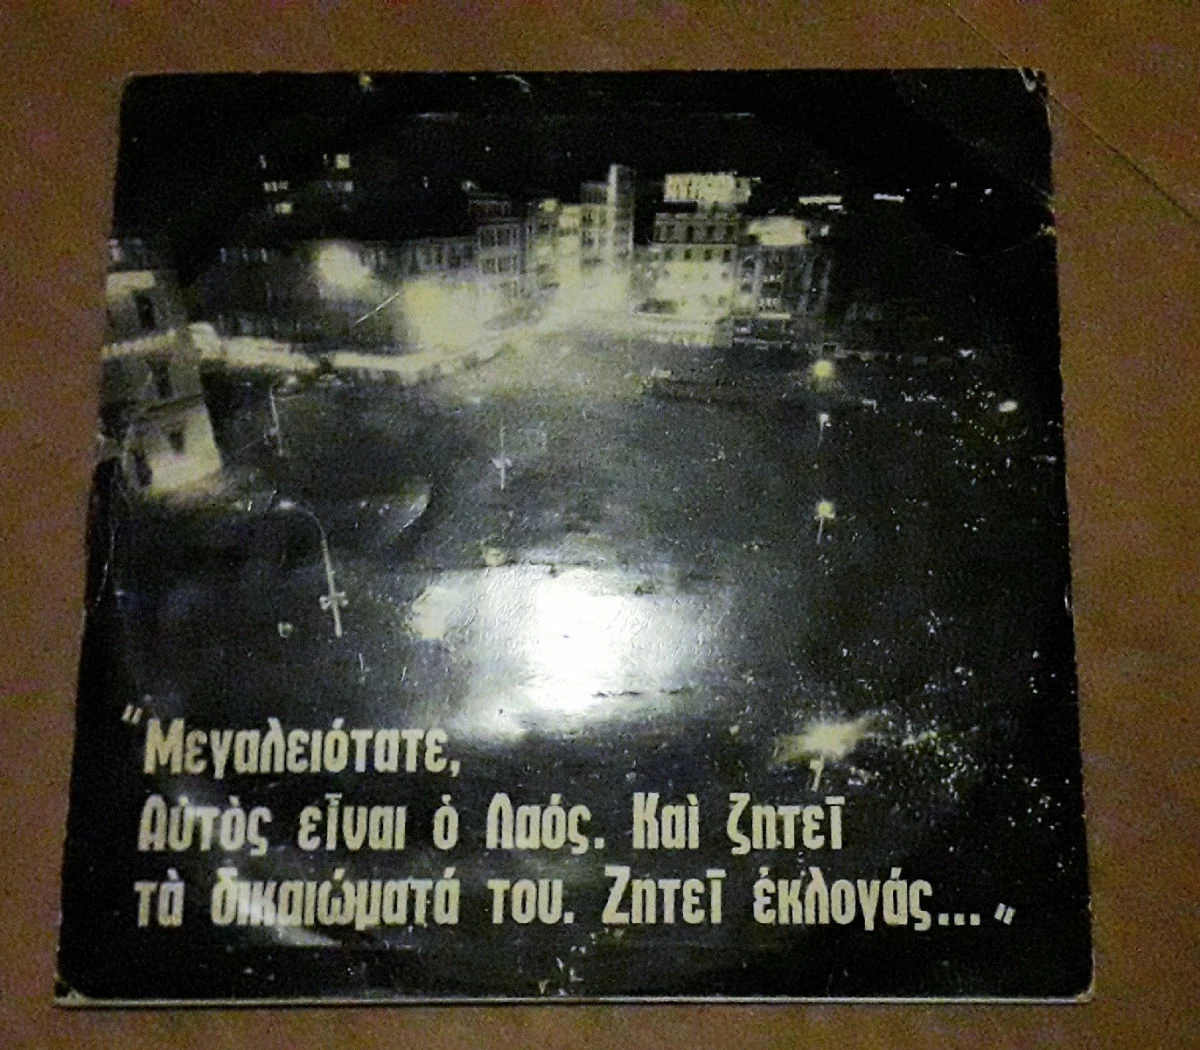 "Μεγαλειότατε,
Αὐτὸς εἶναι ὁ Λαός. Καὶ ζητεῖ
τὰ δικαιώματά του. Ζητεῖ ἐκλογάς..."